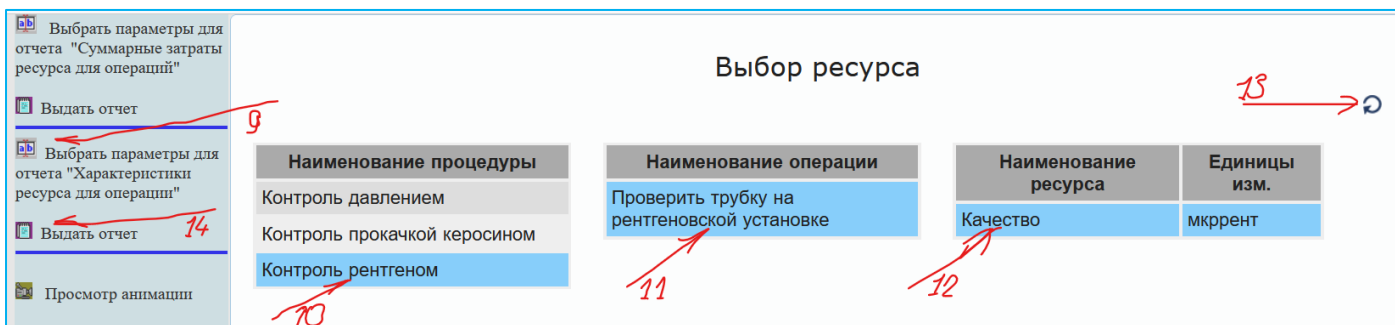 Выбрать параметры для
отчета "Суммарные затраты
ресурса для операций"
Выдать отчет
9
Выбрать параметры для
отчета "Характеристики
ресурса для операции"
Выдать отчет
14
Просмотр анимации
Выбор ресурса
13
Наименование процедуры
Контроль давлением
Контроль прокачкой керосином
Контроль рентгеном
10
Наименование операции
Проверить трубку на
рентгеновской установке
11
Наименование Единицы
ресурса изм.
Качество мкррент
12